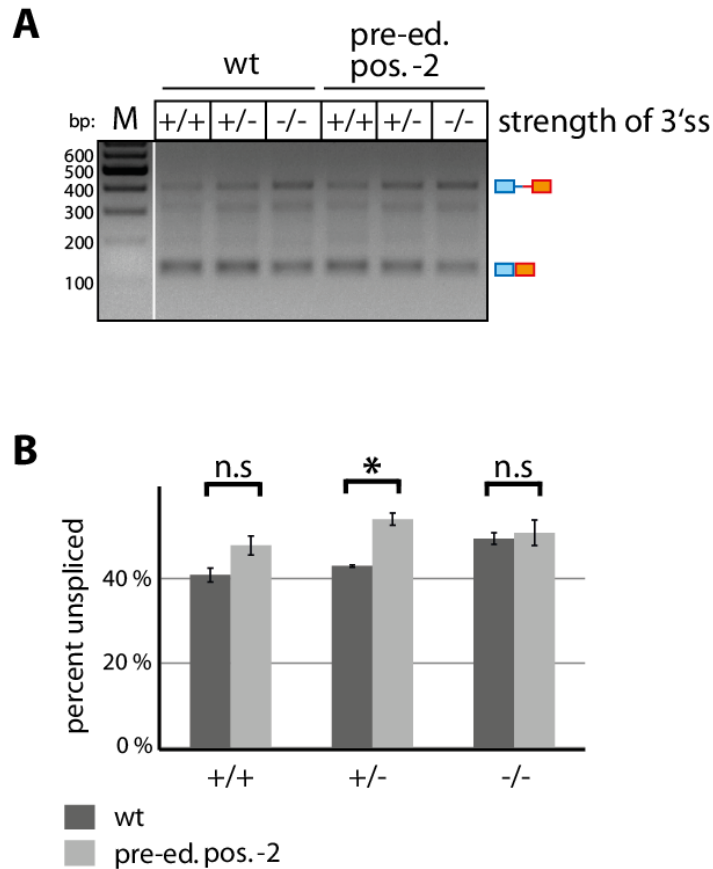 A
wt
pre-ed.
pos. -2
bp: M +/+ +/- -/- +/+ +/- -/- strength of 3'ss
600
500
400
300
200
100
B
n.s * n.s
percent unspliced
40 %
20 %
0 %
+/+ +/- -/-
wt
pre-ed. pos. -2